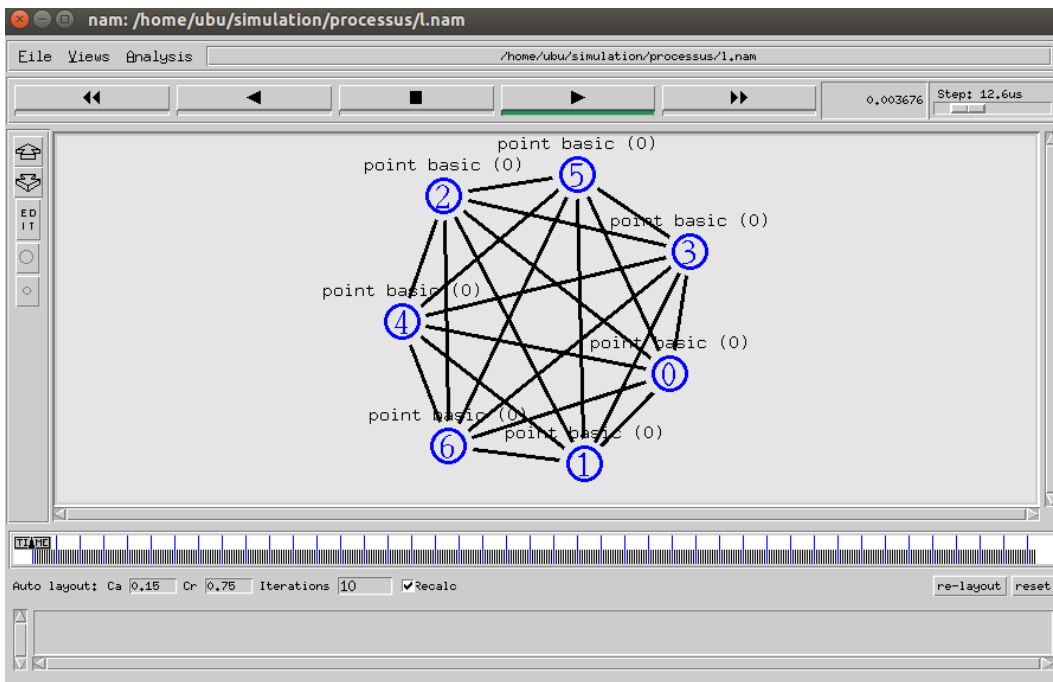 nam: /home/ubu/simulation/processus/l.nam
File Views Analysis /home/ubu/simulation/processus/l.nam
0.003676 Step: 12.6us
point basic (0)
5
point basic (0)
2
point basic (0)
3
ED
IT
point basic (0)
4
point basic (0)
0
point basic (0)
6
point basic (0)
1
TIME
Auto layout: Ca 0.15 Cr 0.75 Iterations 10 Recalc re-layout reset